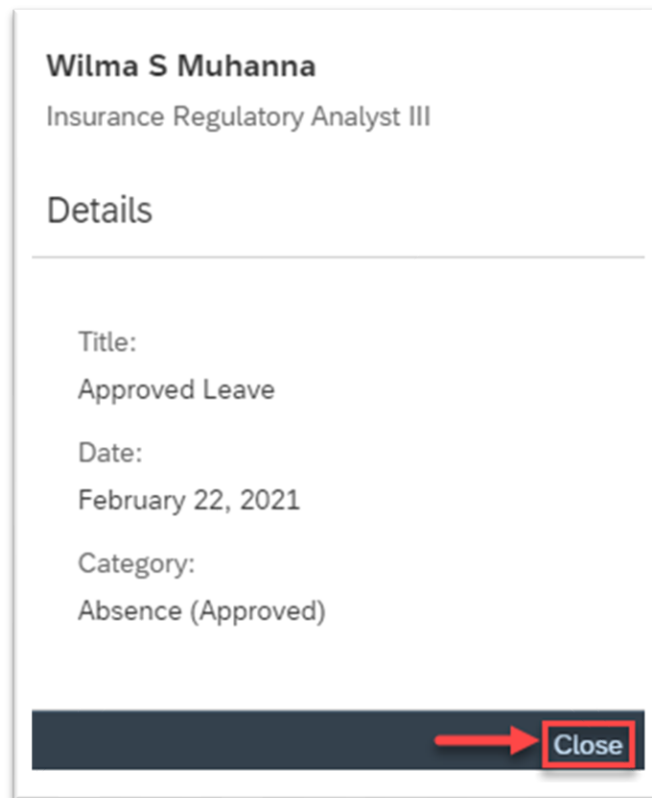 Wilma S Muhanna
Insurance Regulatory Analyst III
Details
Title:
Approved Leave
Date:
February 22, 2021
Category:
Absence (Approved)
Close